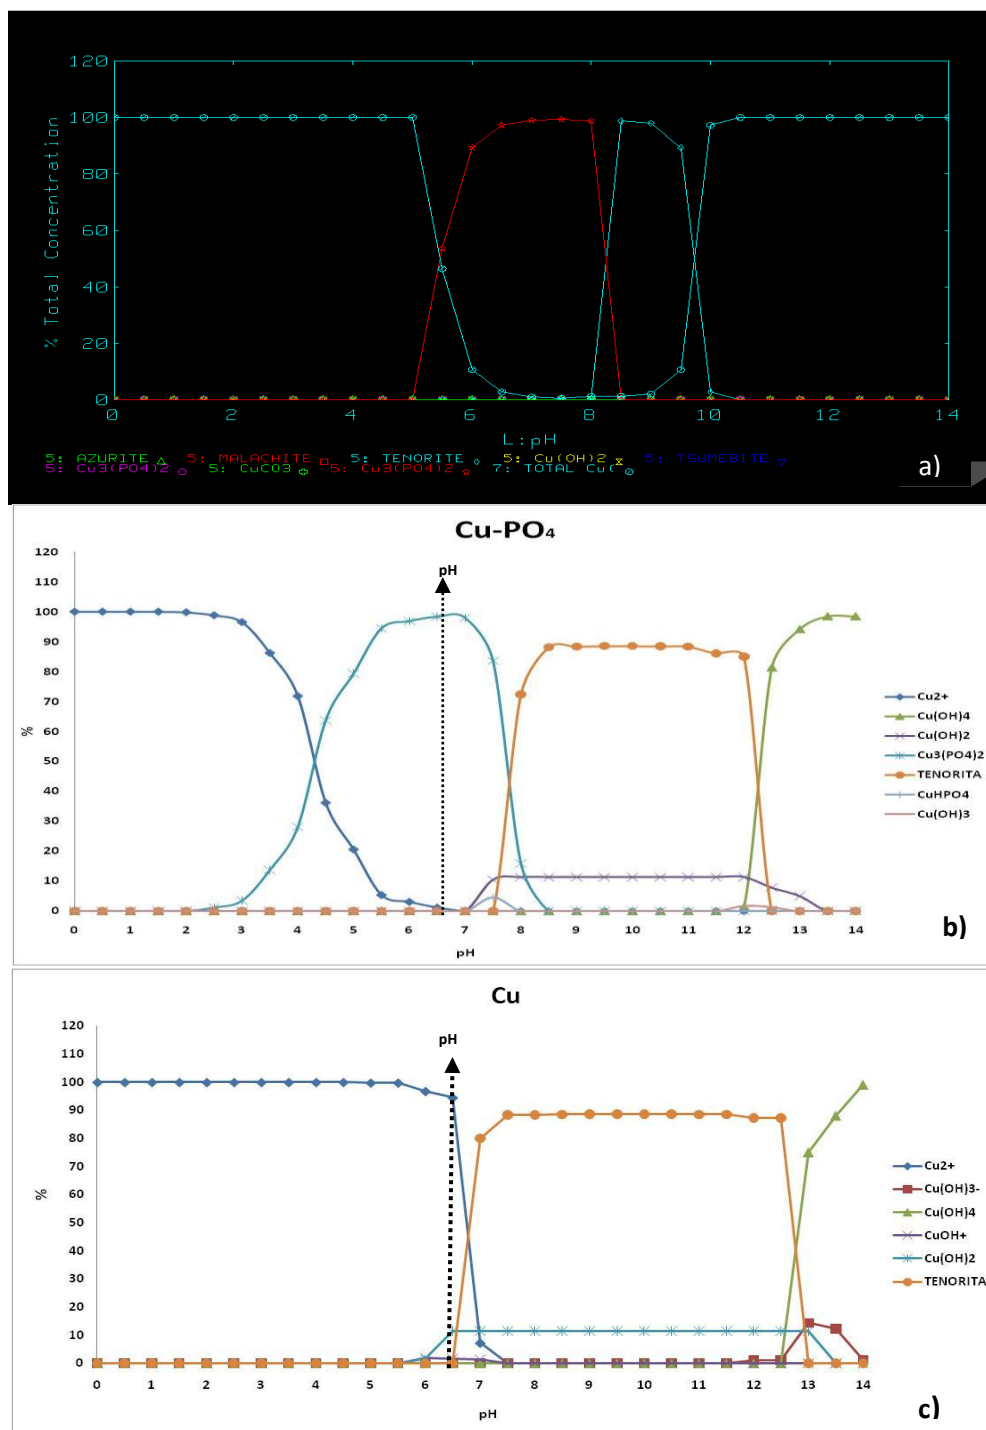 120
100
80
60
40
20
0
% Total Concentration
0 2 4 6 8 10 12 14
L:pH
5: AZURITE 5: MALACHITE 5: TENORITE 5: Cu(OH)2 5: TSUMEBITE
5: Cu3(PO4)2 5: CuCO3 5: Cu3(PO4)2 7: TOTAL Cu(
a)
Cu-PO₄
120
110
100
90
80
70
60
50
40
30
20
10
0
%
pH
0 1 2 3 4 5 6 7 8 9 10 11 12 13 14
pH
Cu2+
Cu(OH)4
Cu(OH)2
Cu3(PO4)2
TENORITA
CuHPO4
Cu(OH)3
b)
Cu
120
110
100
90
80
70
60
50
40
30
20
10
0
%
pH
0 1 2 3 4 5 6 7 8 9 10 11 12 13 14
pH
Cu2+
Cu(OH)3-
Cu(OH)4
CuOH+
Cu(OH)2
TENORITA
c)